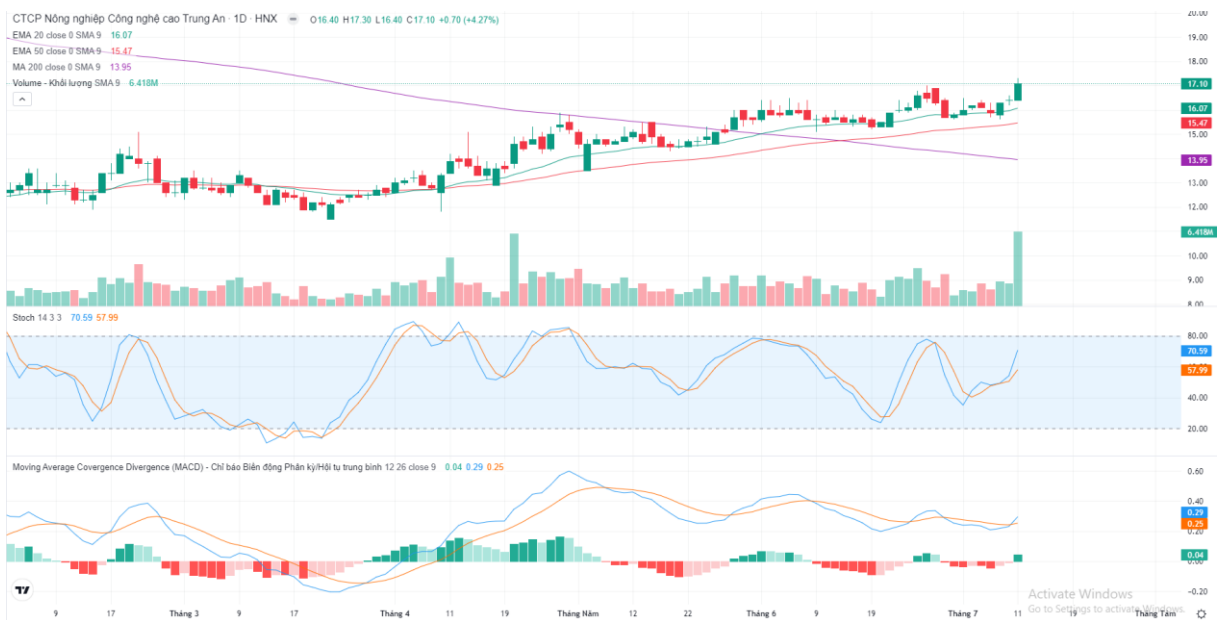 CTCP Nông nghiệp Công nghệ cao Trung An · 1D · HNX O16.40 H17.30 L16.40 C17.10 +0.70 (+4.27%)
EMA 20 close 0 SMA 9 16.07
EMA 50 close 0 SMA 9 15.47
MA 200 close 0 SMA 9 13.95
Volume - Khối lượng SMA 9 6.418M
20.00
19.00
18.00
17.10
16.07
15.47
15.00
13.95
13.00
12.00
6.418M
10.00
9.00
8.00
Stoch 14 3 3 70.59 57.99
80.00
70.59
57.99
40.00
20.00
Moving Average Covergence Divergence (MACD) - Chỉ báo Biến động Phân kỳ/Hội tụ trung bình 12 26 close 9 0.04 0.29 0.25
0.60
0.40
0.29
0.25
0.20
0.04
0.00
-0.20
Activate Windows
Go to Settings to activate Windows.
9 17 Tháng 3 9 17 Tháng 4 11 19 Tháng Năm 12 22 Tháng 6 9 19 Tháng 7 11 19 Tháng Tám